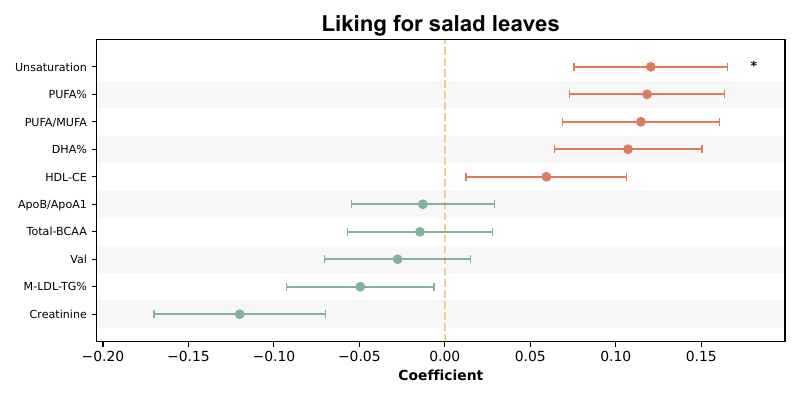 Liking for salad leaves
Unsaturation
*
PUFA%
PUFA/MUFA
DHA%
HDL-CE
ApoB/ApoA1
Total-BCAA
Val
M-LDL-TG%
Creatinine
−0.20 −0.15 −0.10 −0.05 0.00 0.05 0.10 0.15
Coefficient